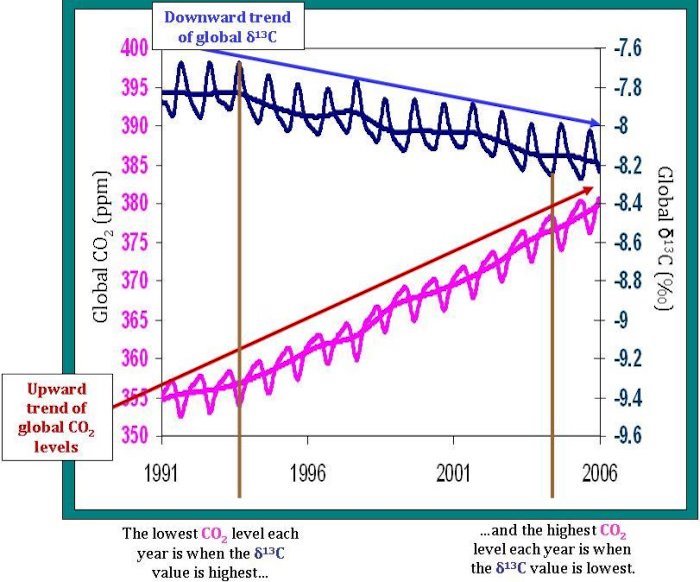 Downward trend
of global δ¹³C
400
395
390
385
380
375
370
365
360
355
350
Global CO₂ (ppm)
-7.6
-7.8
-8
-8.2
-8.4
-8.6
-8.8
-9
-9.2
-9.4
-9.6
Global δ¹³C (‰)
Upward
trend of
global CO₂
levels
1991
1996
2001
2006
The lowest CO₂ level each
year is when the δ¹³C
value is highest...
...and the highest CO₂
level each year is when
the δ¹³C value is lowest.